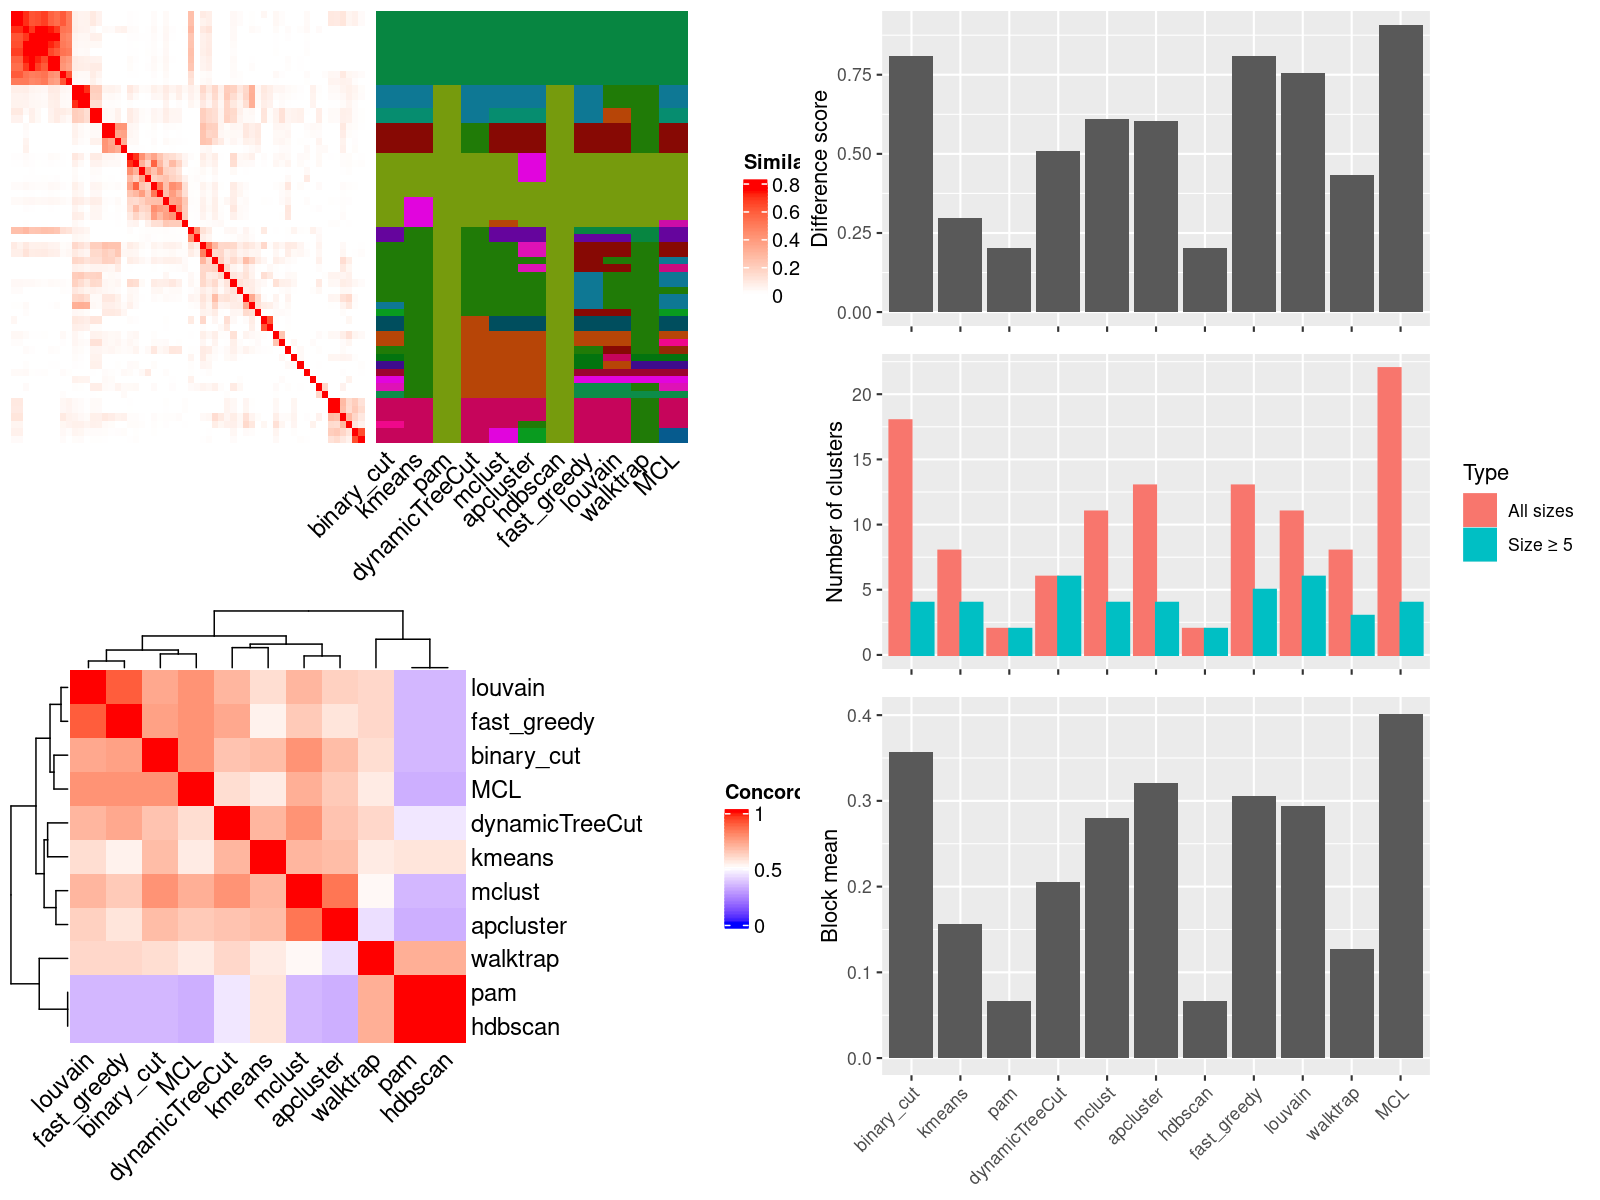 Simila
0.8
0.6
0.4
0.2
0
binary_cut
kmeans
pam
dynamicTreeCut
mclust
apcluster
hdbscan
fast_greedy
louvain
walktrap
MCL
louvain
fast_greedy
binary_cut
MCL
dynamicTreeCut
kmeans
mclust
apcluster
walktrap
pam
hdbscan
louvain
fast_greedy
binary_cut
MCL
dynamicTreeCut
kmeans
mclust
apcluster
walktrap
pam
hdbscan
Concord
1
0.5
0
Difference score
0.75
0.50
0.25
0.00
Number of clusters
20
15
10
5
0
Type
All sizes
Size ≥ 5
Block mean
0.4
0.3
0.2
0.1
0.0
binary_cut
kmeans
pam
dynamicTreeCut
mclust
apcluster
hdbscan
fast_greedy
louvain
walktrap
MCL